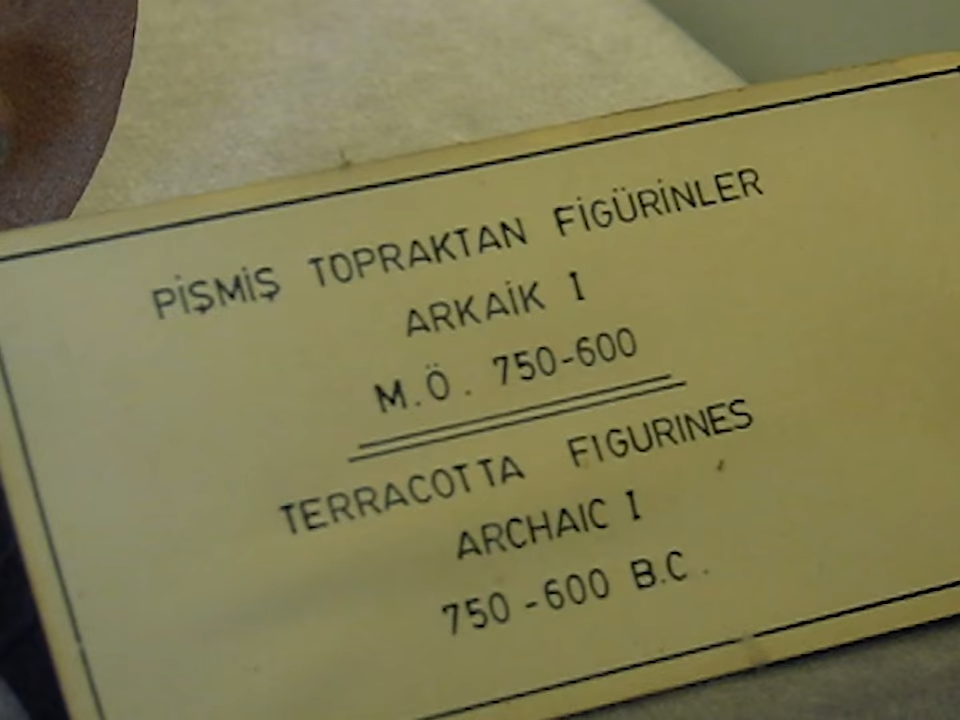 PİŞMİŞ TOPRAKTAN FİGÜRİNLER
ARKAİK I
M.Ö. 750-600
TERRACOTTA FIGURINES
ARCHAIC I
750-600 B.C.